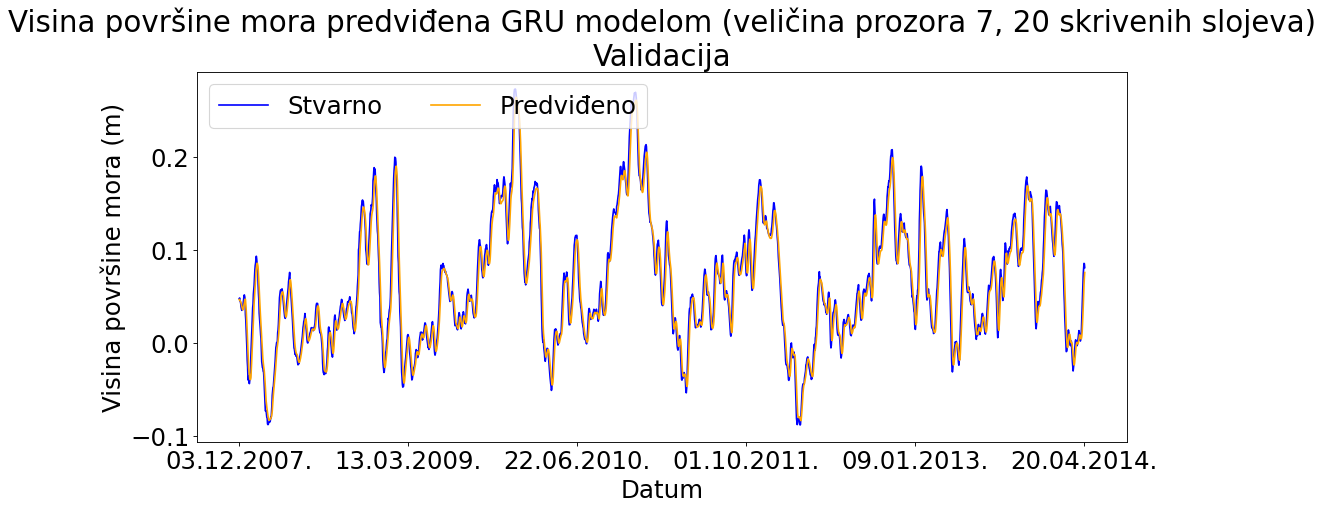 Visina površine mora predviđena GRU modelom (veličina prozora 7, 20 skrivenih slojeva)
Validacija
Stvarno Predviđeno
Visina površine mora (m)
0.2
0.1
0.0
−0.1
03.12.2007. 13.03.2009. 22.06.2010. 01.10.2011. 09.01.2013. 20.04.2014.
Datum